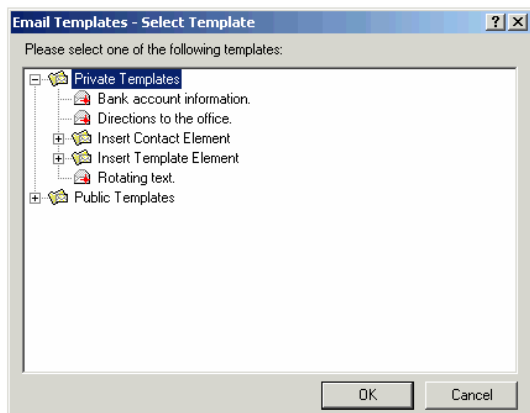 Email Templates - Select Template
Please select one of the following templates:
Private Templates
Bank account information.
Directions to the office.
Insert Contact Element
Insert Template Element
Rotating text.
Public Templates
OK Cancel